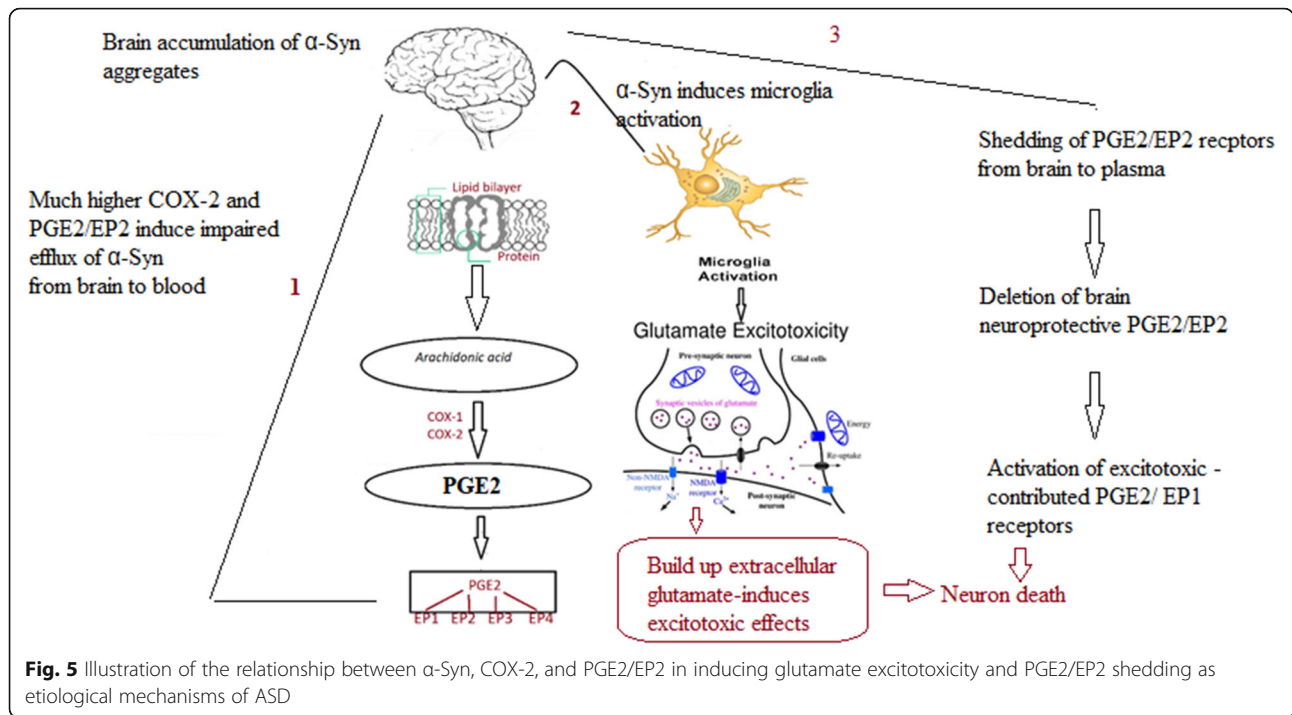 Brain accumulation of α-Syn
aggregates
3
2
α-Syn induces microglia
activation
Shedding of PGE2/EP2 recptors
from brain to plasma
Much higher COX-2 and
PGE2/EP2 induce impaired
efflux of α-Syn
from brain to blood
1
Lipid bilayer
Protein
Microglia
Activation
Deletion of brain
neuroprotective PGE2/EP2
Glutamate Excitotoxicity
Pre-synaptic neuron
Glial cells
Synaptic vesicles of glutamate
Energy
Re-uptake
Non-NMDA
receptor
NMDA
receptor
Post-synaptic
neuron
Na⁺
Ca²⁺
Arachidonic acid
COX-1
COX-2
PGE2
PGE2
EP1 EP2 EP3 EP4
Activation of excitotoxic -
contributed PGE2/ EP1
receptors
Build up extracellular
glutamate-induces
excitotoxic effects
Neuron death
Fig. 5 Illustration of the relationship between α-Syn, COX-2, and PGE2/EP2 in inducing glutamate excitotoxicity and PGE2/EP2 shedding as
etiological mechanisms of ASD